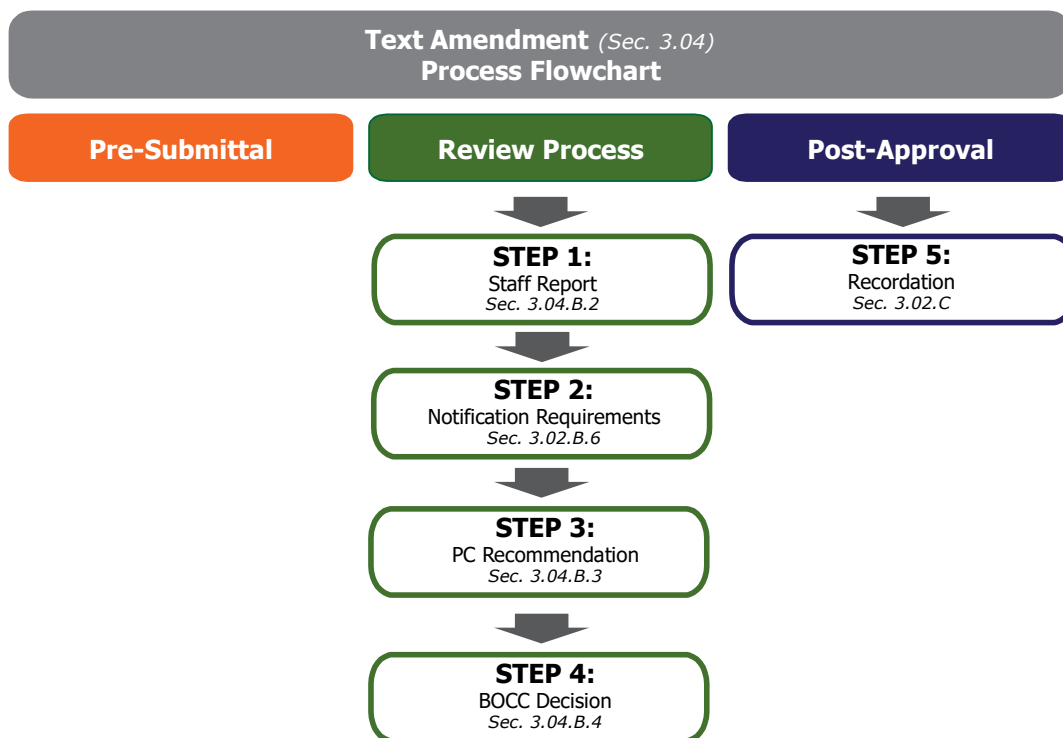 Text Amendment (Sec. 3.04)
Process Flowchart
Pre-Submittal
Review Process
Post-Approval
STEP 1:
Staff Report
Sec. 3.04.B.2
STEP 2:
Notification Requirements
Sec. 3.02.B.6
STEP 3:
PC Recommendation
Sec. 3.04.B.3
STEP 4:
BOCC Decision
Sec. 3.04.B.4
STEP 5:
Recordation
Sec. 3.02.C